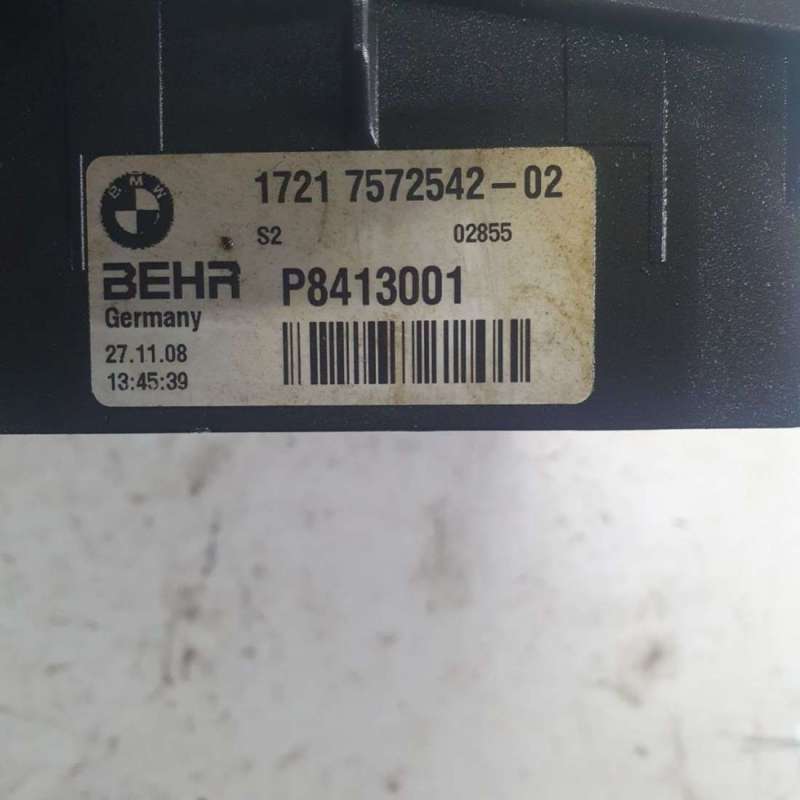 BMW
1721 7572542-02
S2 02855
BEHR P8413001
Germany
27.11.08
13:45:39